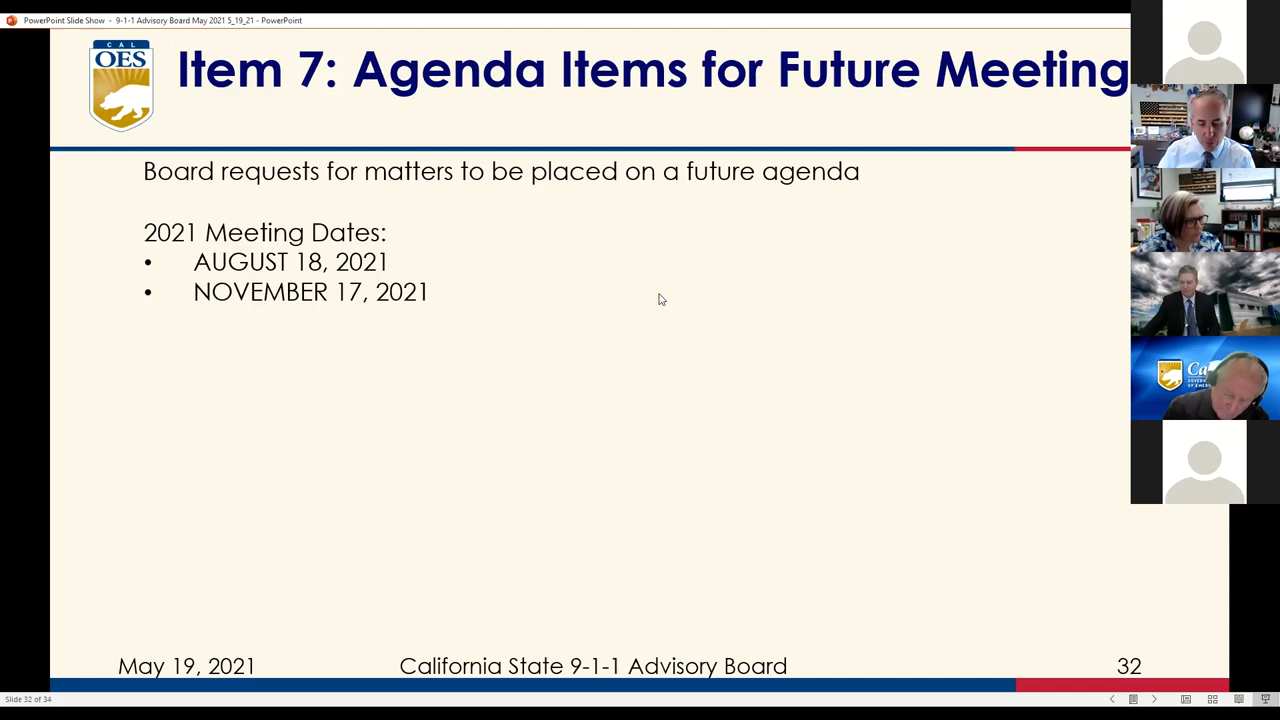 PowerPoint Slide Show - 9-1-1 Advisory Board May 2021 5_19_21 - PowerPoint
CAL
OES
Item 7: Agenda Items for Future Meeting
Board requests for matters to be placed on a future agenda
2021 Meeting Dates:
• AUGUST 18, 2021
• NOVEMBER 17, 2021
May 19, 2021 California State 9-1-1 Advisory Board 32
Slide 32 of 34